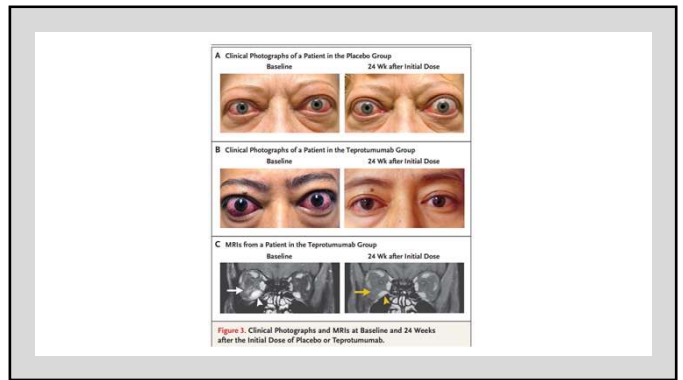 A Clinical Photographs of a Patient in the Placebo Group
Baseline 24 Wk after Initial Dose
B Clinical Photographs of a Patient in the Teprotumumab Group
Baseline 24 Wk after Initial Dose
C MRIs from a Patient in the Teprotumumab Group
Baseline 24 Wk after Initial Dose
Figure 3. Clinical Photographs and MRIs at Baseline and 24 Weeks
after the Initial Dose of Placebo or Teprotumumab.